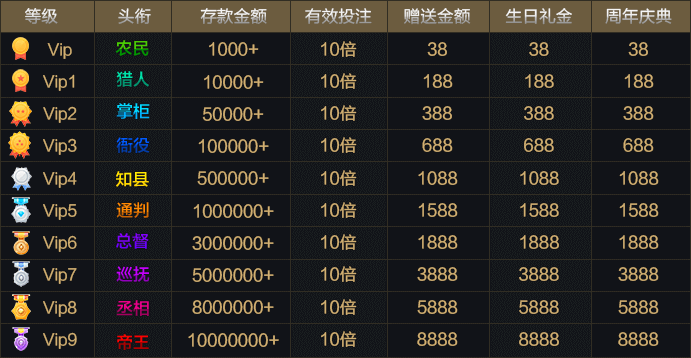 等级 头衔 存款金额 有效投注 赠送金额 生日礼金 周年庆典
Vip 农民 1000+ 10倍 38 38 38
Vip1 猎人 10000+ 10倍 188 188 188
Vip2 掌柜 50000+ 10倍 388 388 388
Vip3 衙役 100000+ 10倍 688 688 688
Vip4 知县 500000+ 10倍 1088 1088 1088
Vip5 通判 1000000+ 10倍 1588 1588 1588
Vip6 总督 3000000+ 10倍 1888 1888 1888
Vip7 巡抚 5000000+ 10倍 3888 3888 3888
Vip8 丞相 8000000+ 10倍 5888 5888 5888
Vip9 帝王 10000000+ 10倍 8888 8888 8888